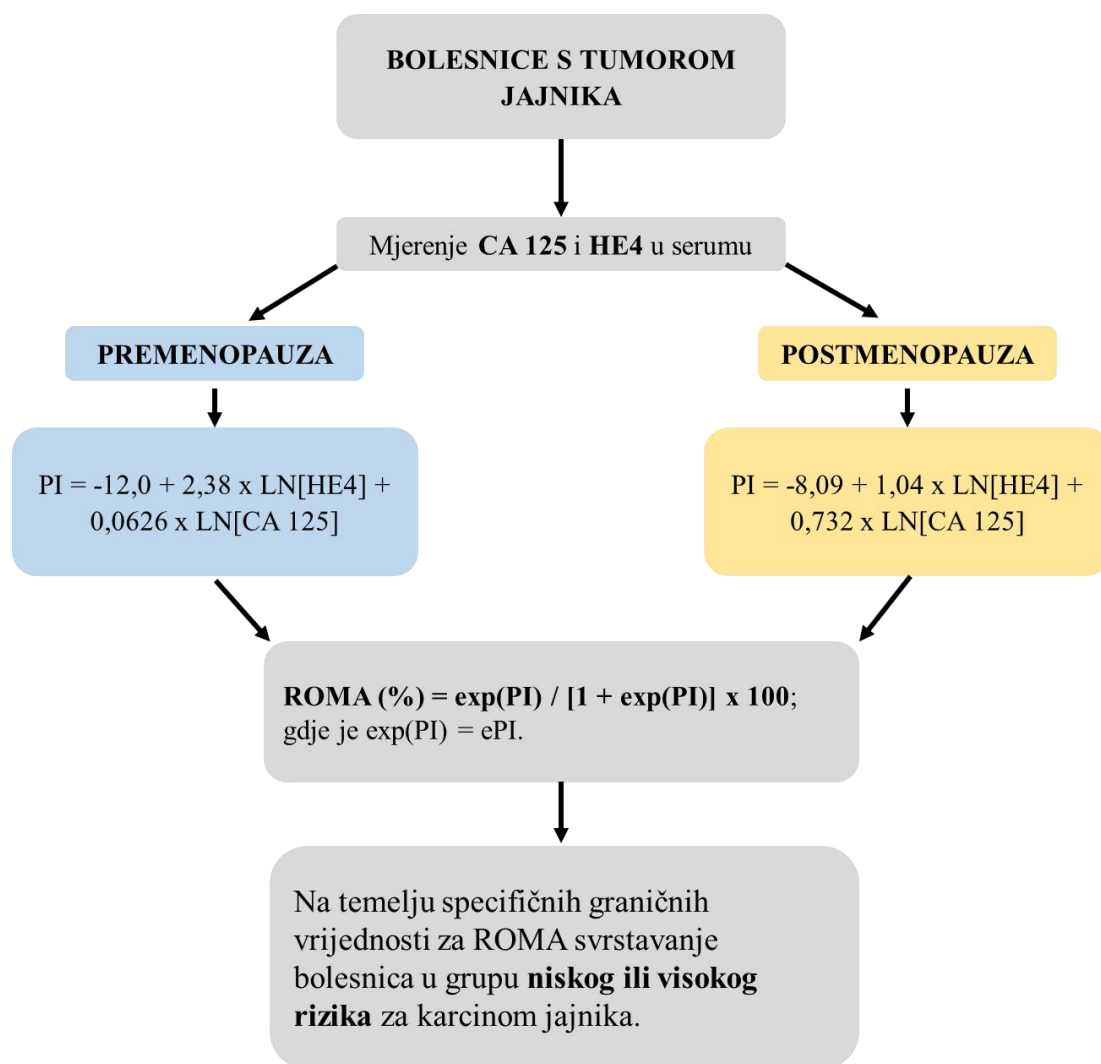 BOLESNICE S TUMOROM
JAJNIKA
Mjerenje CA 125 i HE4 u serumu
PREMENOPAUZA
POSTMENOPAUZA
PI = -12,0 + 2,38 x LN[HE4] +
0,0626 x LN[CA 125]
PI = -8,09 + 1,04 x LN[HE4] +
0,732 x LN[CA 125]
ROMA (%) = exp(PI) / [1 + exp(PI)] x 100;
gdje je exp(PI) = ePI.
Na temelju specifičnih graničnih
vrijednosti za ROMA svrstavanje
bolesnica u grupu niskog ili visokog
rizika za karcinom jajnika.